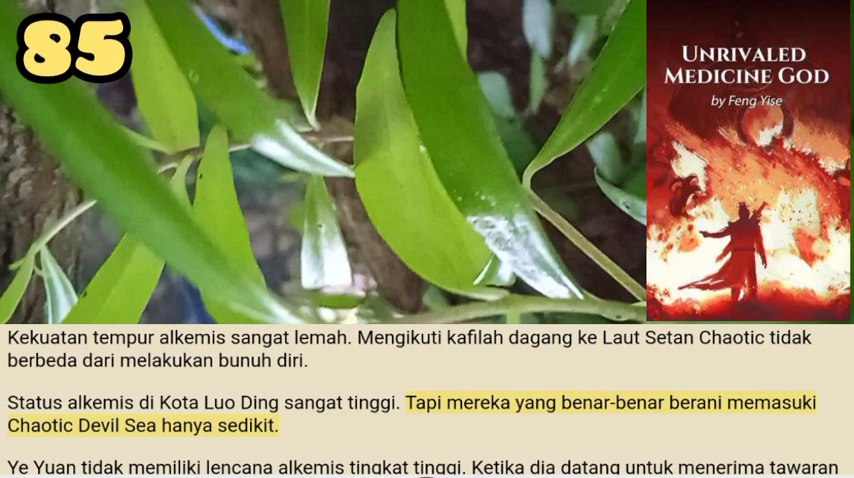 85
UNRIVALED
MEDICINE GOD
by Feng Yise
Kekuatan tempur alkemis sangat lemah. Mengikuti kafilah dagang ke Laut Setan Chaotic tidak
berbeda dari melakukan bunuh diri.
Status alkemis di Kota Luo Ding sangat tinggi. Tapi mereka yang benar-benar berani memasuki
Chaotic Devil Sea hanya sedikit.
Ye Yuan tidak memiliki lencana alkemis tingkat tinggi. Ketika dia datang untuk menerima tawaran